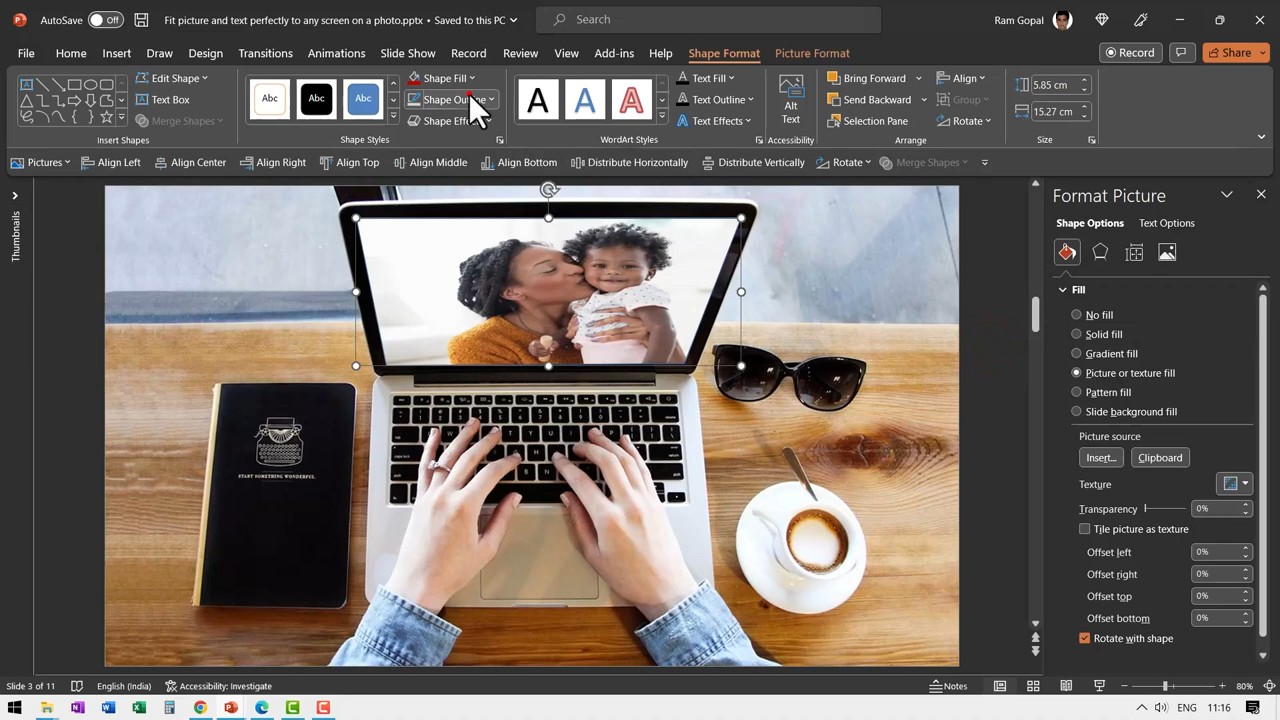 AutoSave Off Fit picture and text perfectly to any screen on a photo.pptx • Saved to this PC Search Ram Gopal
File Home Insert Draw Design Transitions Animations Slide Show Record Review View Add-ins Help Shape Format Picture Format Record Share
Edit Shape
Text Box
Merge Shapes
Insert Shapes
Abc Abc Abc
Shape Fill
Shape Outline
Shape Effe
Shape Styles
A A A
Text Fill
Text Outline
Text Effects
WordArt Styles
Alt
Text
Accessibility
Bring Forward
Send Backward
Selection Pane
Align
Group
Rotate
Arrange
5.85 cm
15.27 cm
Size
Pictures Align Left Align Center Align Right Align Top Align Middle Align Bottom Distribute Horizontally Distribute Vertically Rotate Merge Shapes
Thumbnails
START SOMETHING WONDERFUL.
Format Picture
Shape Options Text Options
Fill
No fill
Solid fill
Gradient fill
Picture or texture fill
Pattern fill
Slide background fill
Picture source
Insert... Clipboard
Texture
Transparency 0%
Tile picture as texture
Offset left 0%
Offset right 0%
Offset top 0%
Offset bottom 0%
Rotate with shape
Slide 3 of 11 English (India) Accessibility: Investigate Notes 80%
ENG 11:16